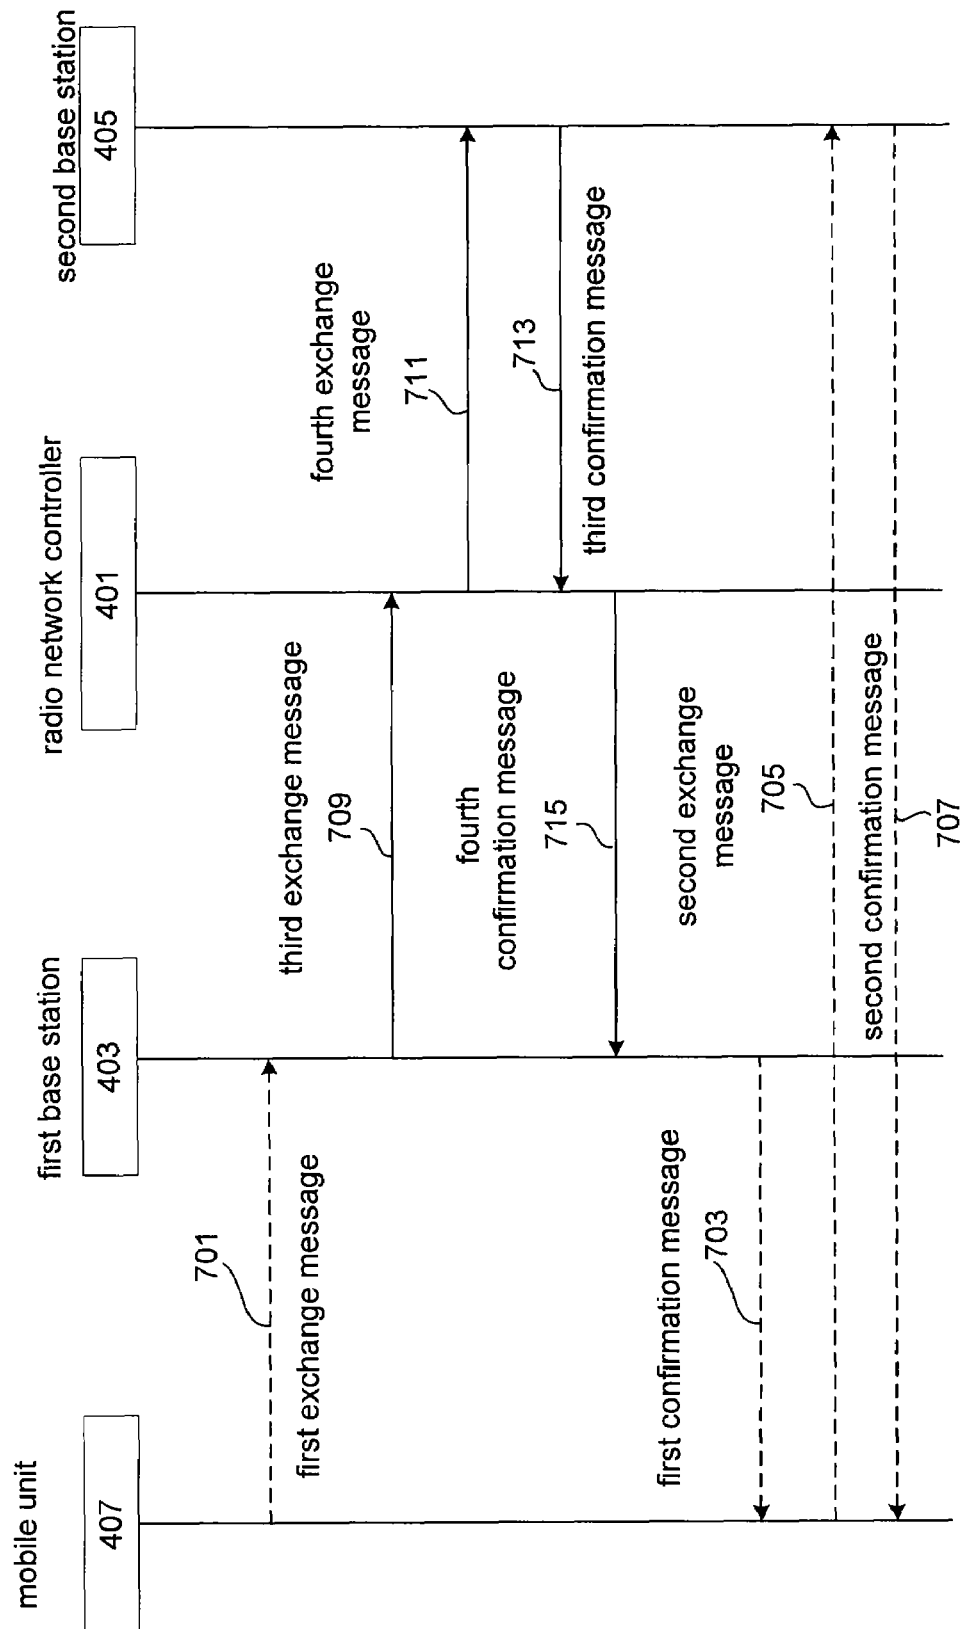 mobile unit
407
first base station
403
radio network controller
401
second base station
405
701
first exchange message
third exchange message
709
fourth exchange
message
711
713
third confirmation message
fourth
confirmation message
715
first confirmation message
703
second exchange
message
705
second confirmation message
707